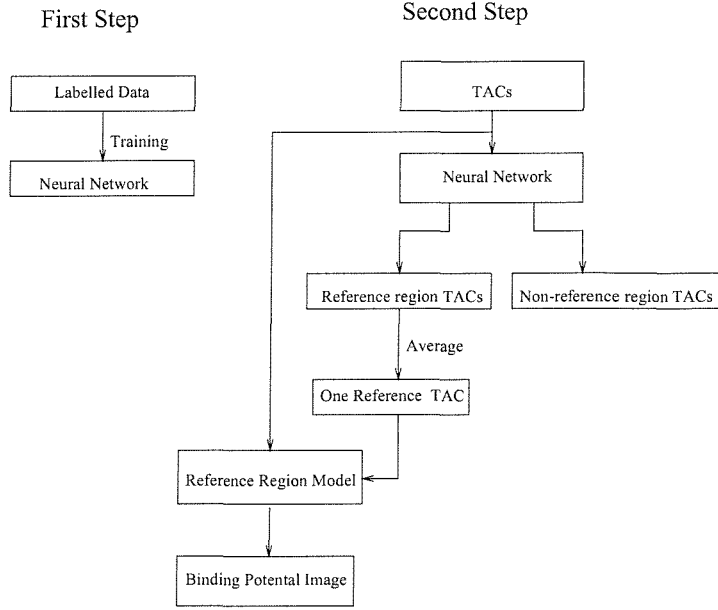 First Step
Second Step
Labelled Data
Training
Neural Network
TACs
Neural Network
Reference region TACs
Non-reference region TACs
Average
One Reference TAC
Reference Region Model
Binding Potental Image